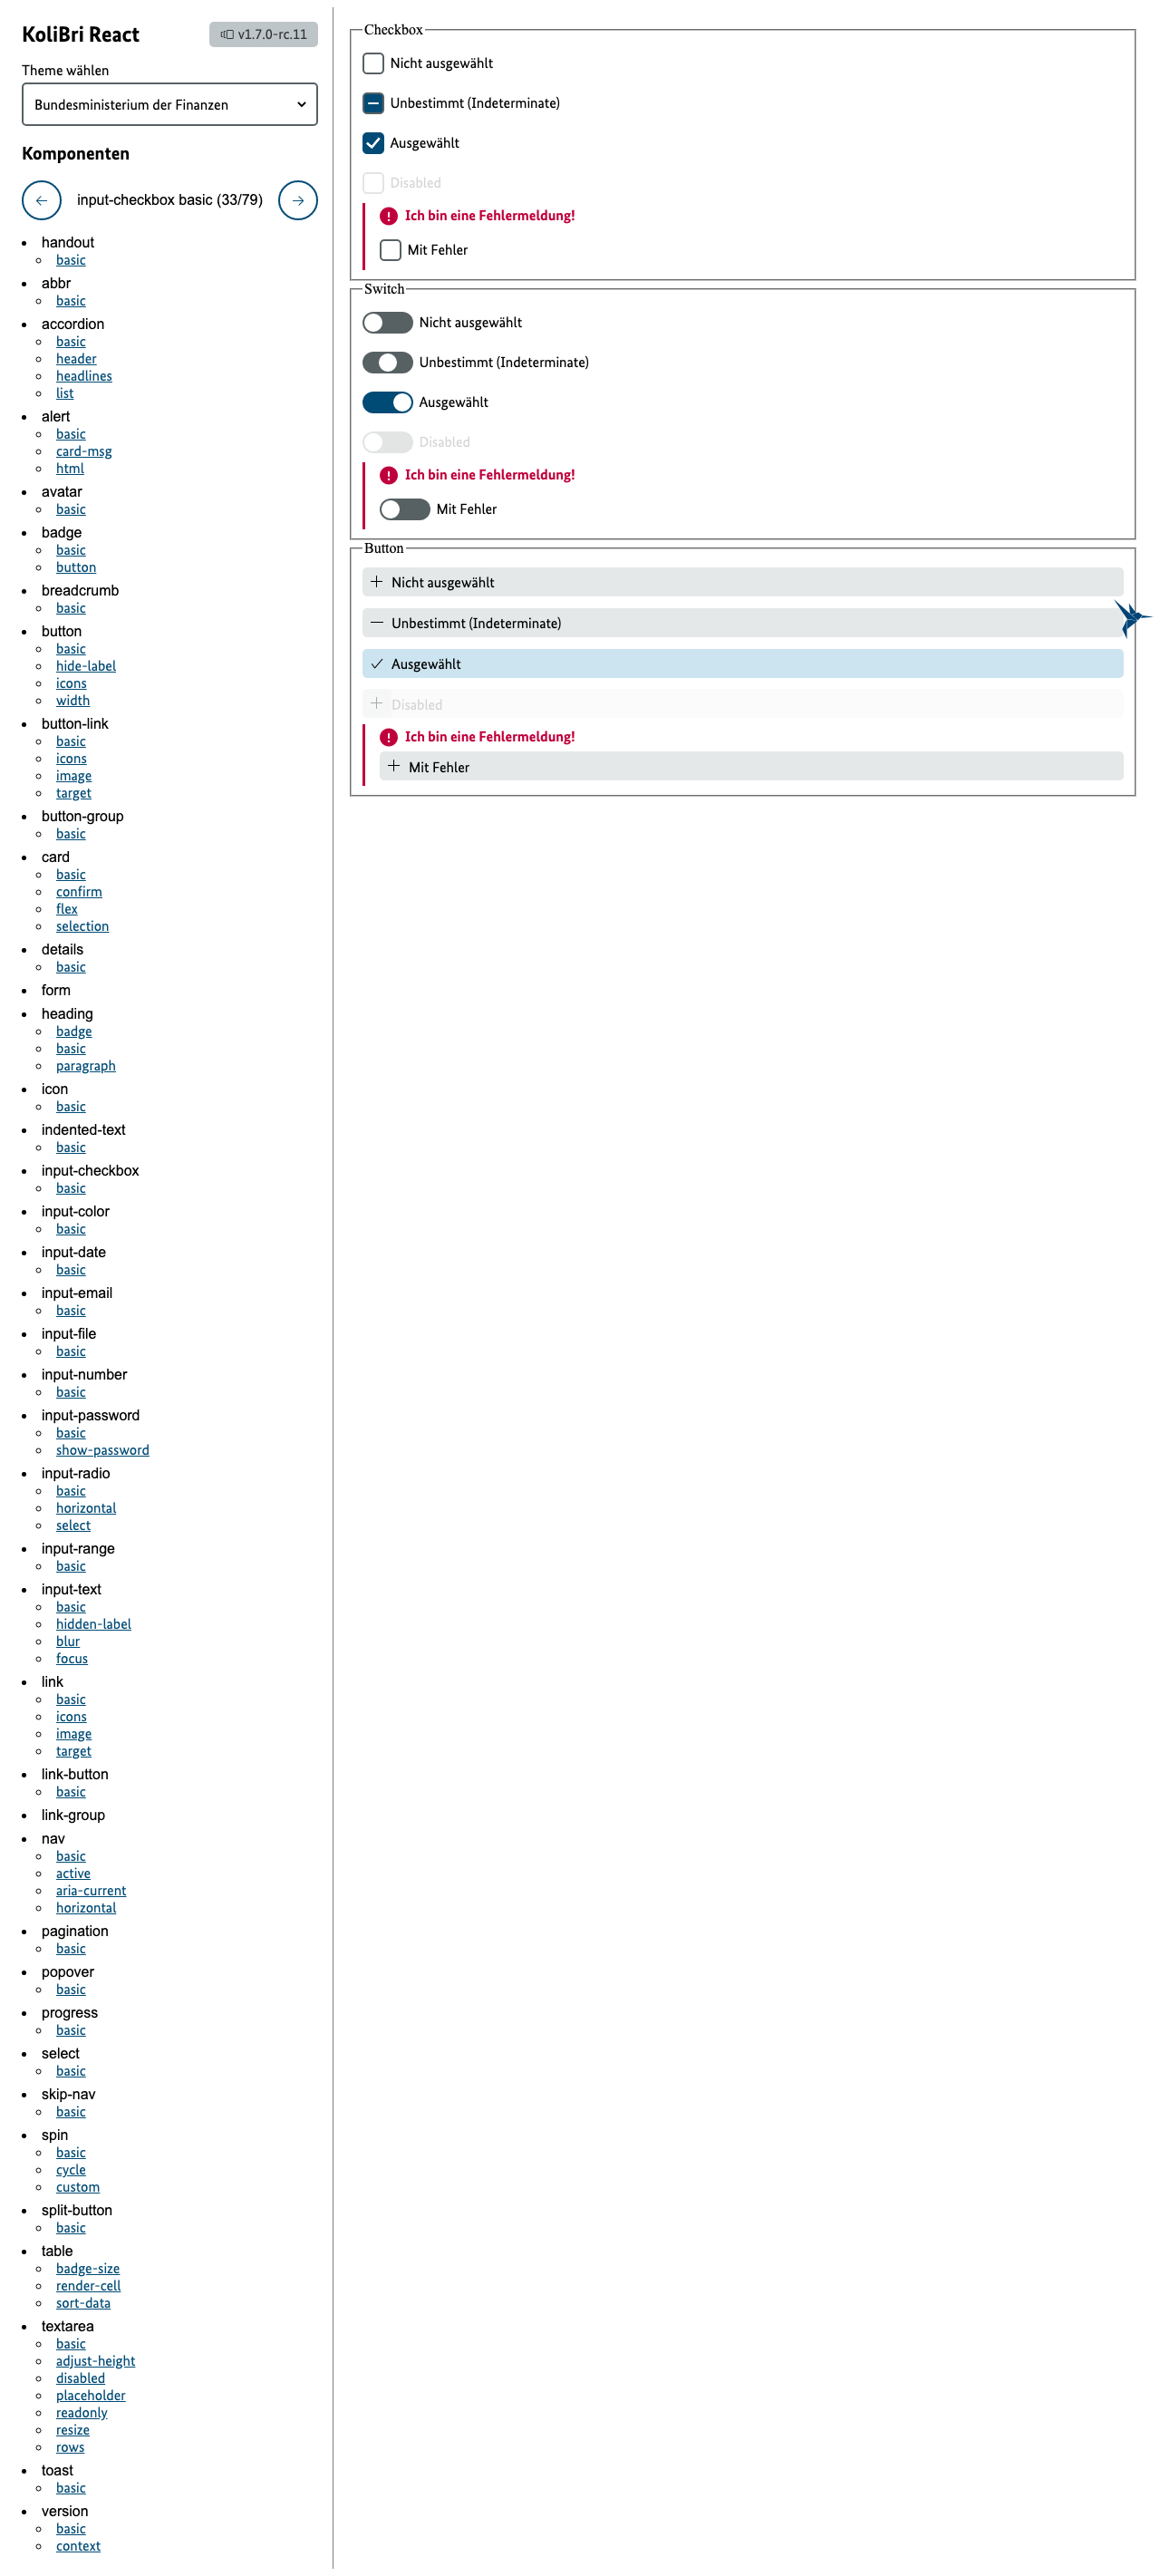 KoliBri React
v1.7.0-rc.11
Theme wählen
Bundesministerium der Finanzen
Komponenten
input-checkbox basic (33/79)
handout
basic
abbr
basic
accordion
basic
header
headlines
list
alert
basic
card-msg
html
avatar
basic
badge
basic
button
breadcrumb
basic
button
basic
hide-label
icons
width
button-link
basic
icons
image
target
button-group
basic
card
basic
confirm
flex
selection
details
basic
form
heading
badge
basic
paragraph
icon
basic
indented-text
basic
input-checkbox
basic
input-color
basic
input-date
basic
input-email
basic
input-file
basic
input-number
basic
input-password
basic
show-password
input-radio
basic
horizontal
select
input-range
basic
input-text
basic
hidden-label
blur
focus
link
basic
icons
image
target
link-button
basic
link-group
nav
basic
active
aria-current
horizontal
pagination
basic
popover
basic
progress
basic
select
basic
skip-nav
basic
spin
basic
cycle
custom
split-button
basic
table
badge-size
render-cell
sort-data
textarea
basic
adjust-height
disabled
placeholder
readonly
resize
rows
toast
basic
version
basic
context
Checkbox
Nicht ausgewählt
Unbestimmt (Indeterminate)
Ausgewählt
Disabled
Ich bin eine Fehlermeldung!
Mit Fehler
Switch
Nicht ausgewählt
Unbestimmt (Indeterminate)
Ausgewählt
Disabled
Ich bin eine Fehlermeldung!
Mit Fehler
Button
Nicht ausgewählt
Unbestimmt (Indeterminate)
Ausgewählt
Disabled
Ich bin eine Fehlermeldung!
Mit Fehler